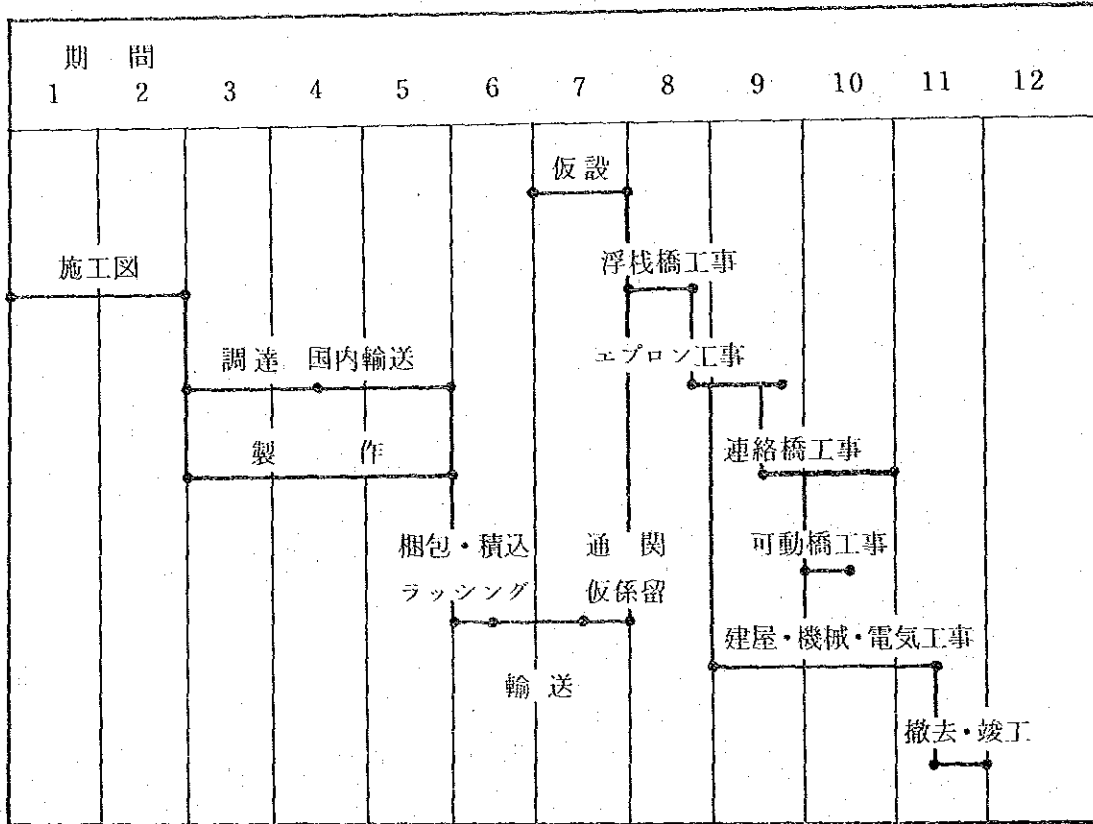 期間
1 2 3 4 5 6 7 8 9 10 11 12
仮設
浮栈橋工事
施工図
エプロン工事
調達 国内輸送
連絡橋工事
製作
梱包・積込 通関
可動橋工事
ラッシング 仮係留
建屋・機械・電気工事
輸送
撤去・竣工